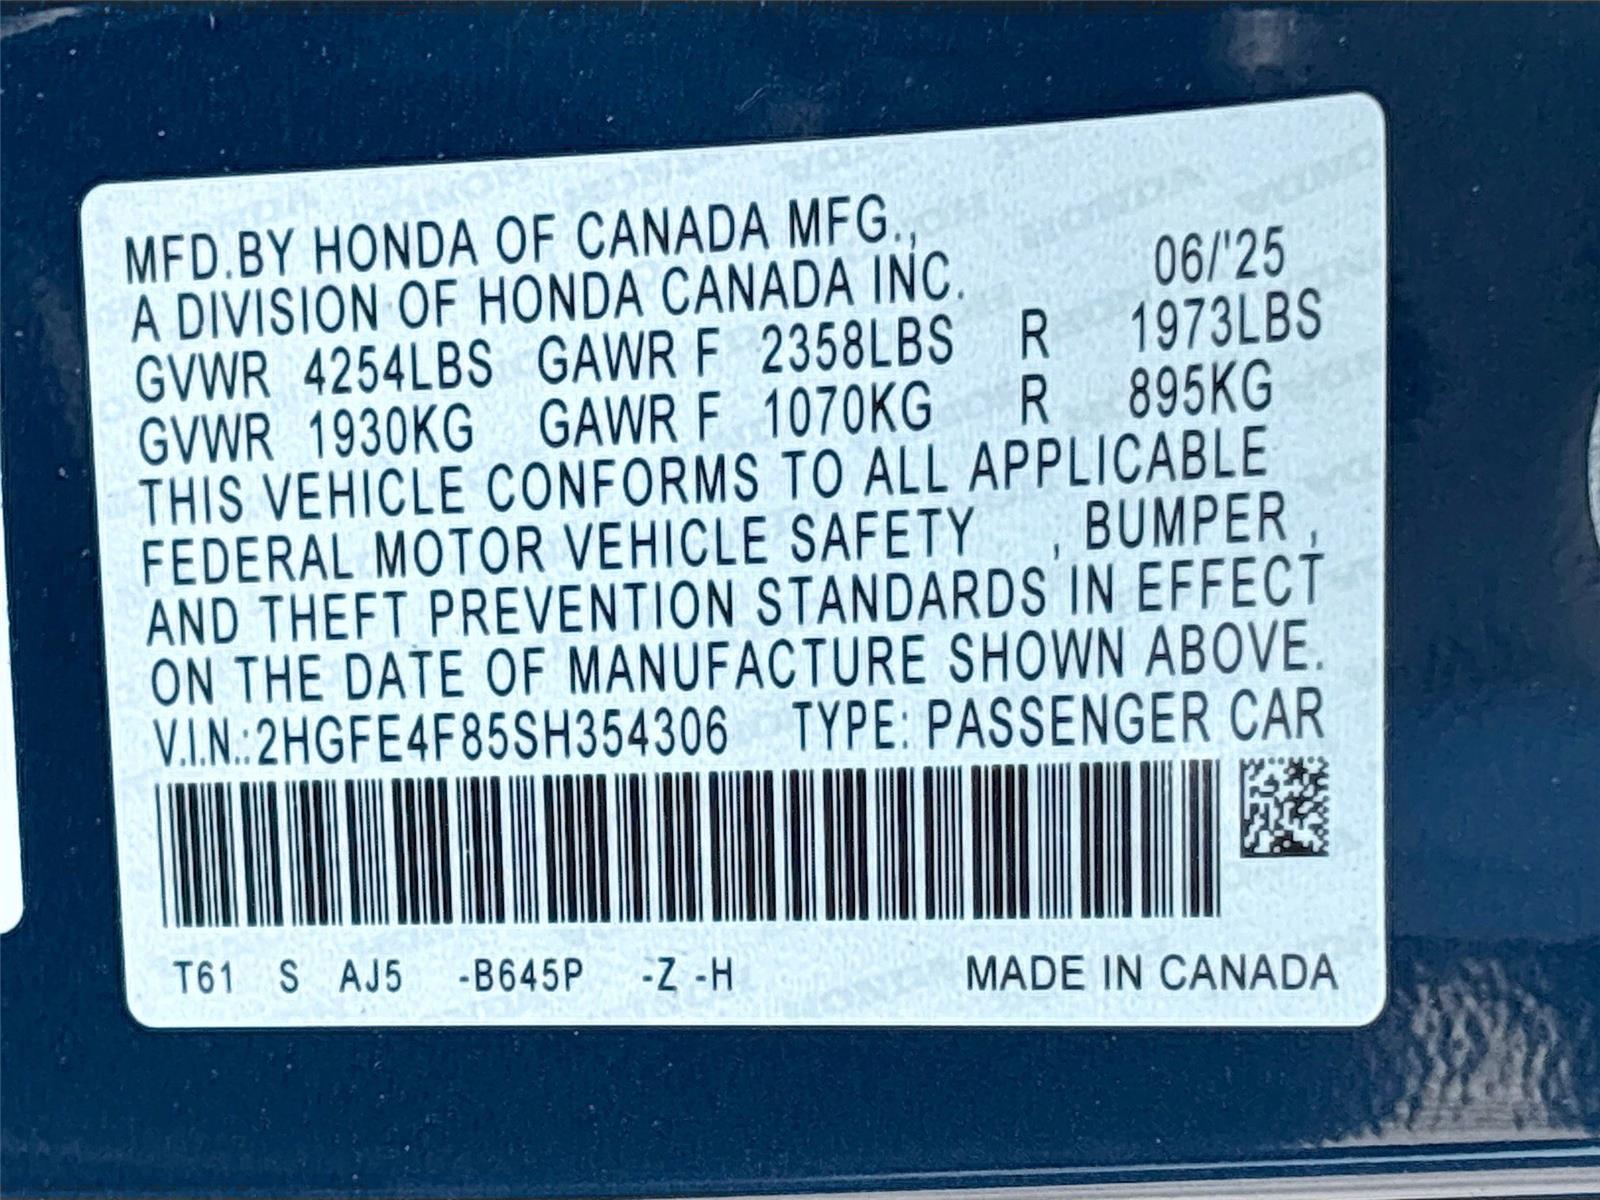 MFD.BY HONDA OF CANADA MFG.,
A DIVISION OF HONDA CANADA INC. 06/'25
GVWR 4254LBS GAWR F 2358LBS R 1973LBS
GVWR 1930KG GAWR F 1070KG R 895KG
THIS VEHICLE CONFORMS TO ALL APPLICABLE
FEDERAL MOTOR VEHICLE SAFETY , BUMPER ,
AND THEFT PREVENTION STANDARDS IN EFFECT
ON THE DATE OF MANUFACTURE SHOWN ABOVE.
V.I.N.:2HGFE4F85SH354306 TYPE: PASSENGER CAR
T61 S AJ5 -B645P -Z -H MADE IN CANADA